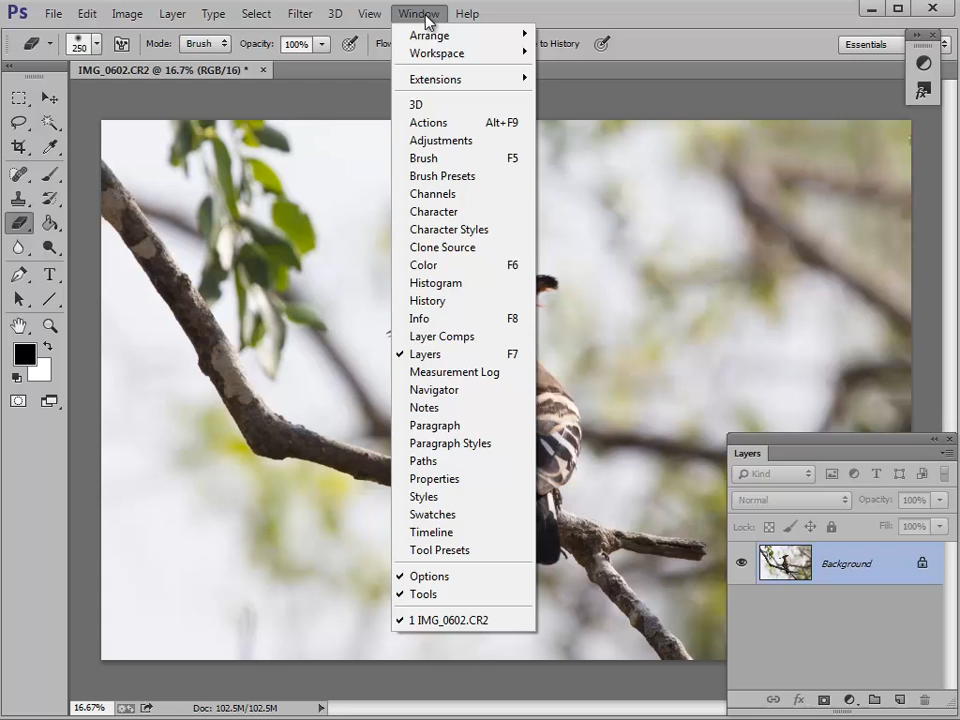 Ps File Edit Image Layer Type Select Filter 3D View Window Help
250 Mode: Brush Opacity: 100% Flo to History Essentials
IMG_0602.CR2 @ 16.7% (RGB/16) * ×
Arrange
Workspace
Extensions
3D
Actions Alt+F9
Adjustments
Brush F5
Brush Presets
Channels
Character
Character Styles
Clone Source
Color F6
Histogram
History
Info F8
Layer Comps
Layers F7
Measurement Log
Navigator
Notes
Paragraph
Paragraph Styles
Paths
Properties
Styles
Swatches
Timeline
Tool Presets
Options
Tools
1 IMG_0602.CR2
Layers
Kind
Normal Opacity: 100%
Lock: Fill: 100%
Background
fx
16.67% Doc: 102.5M/102.5M